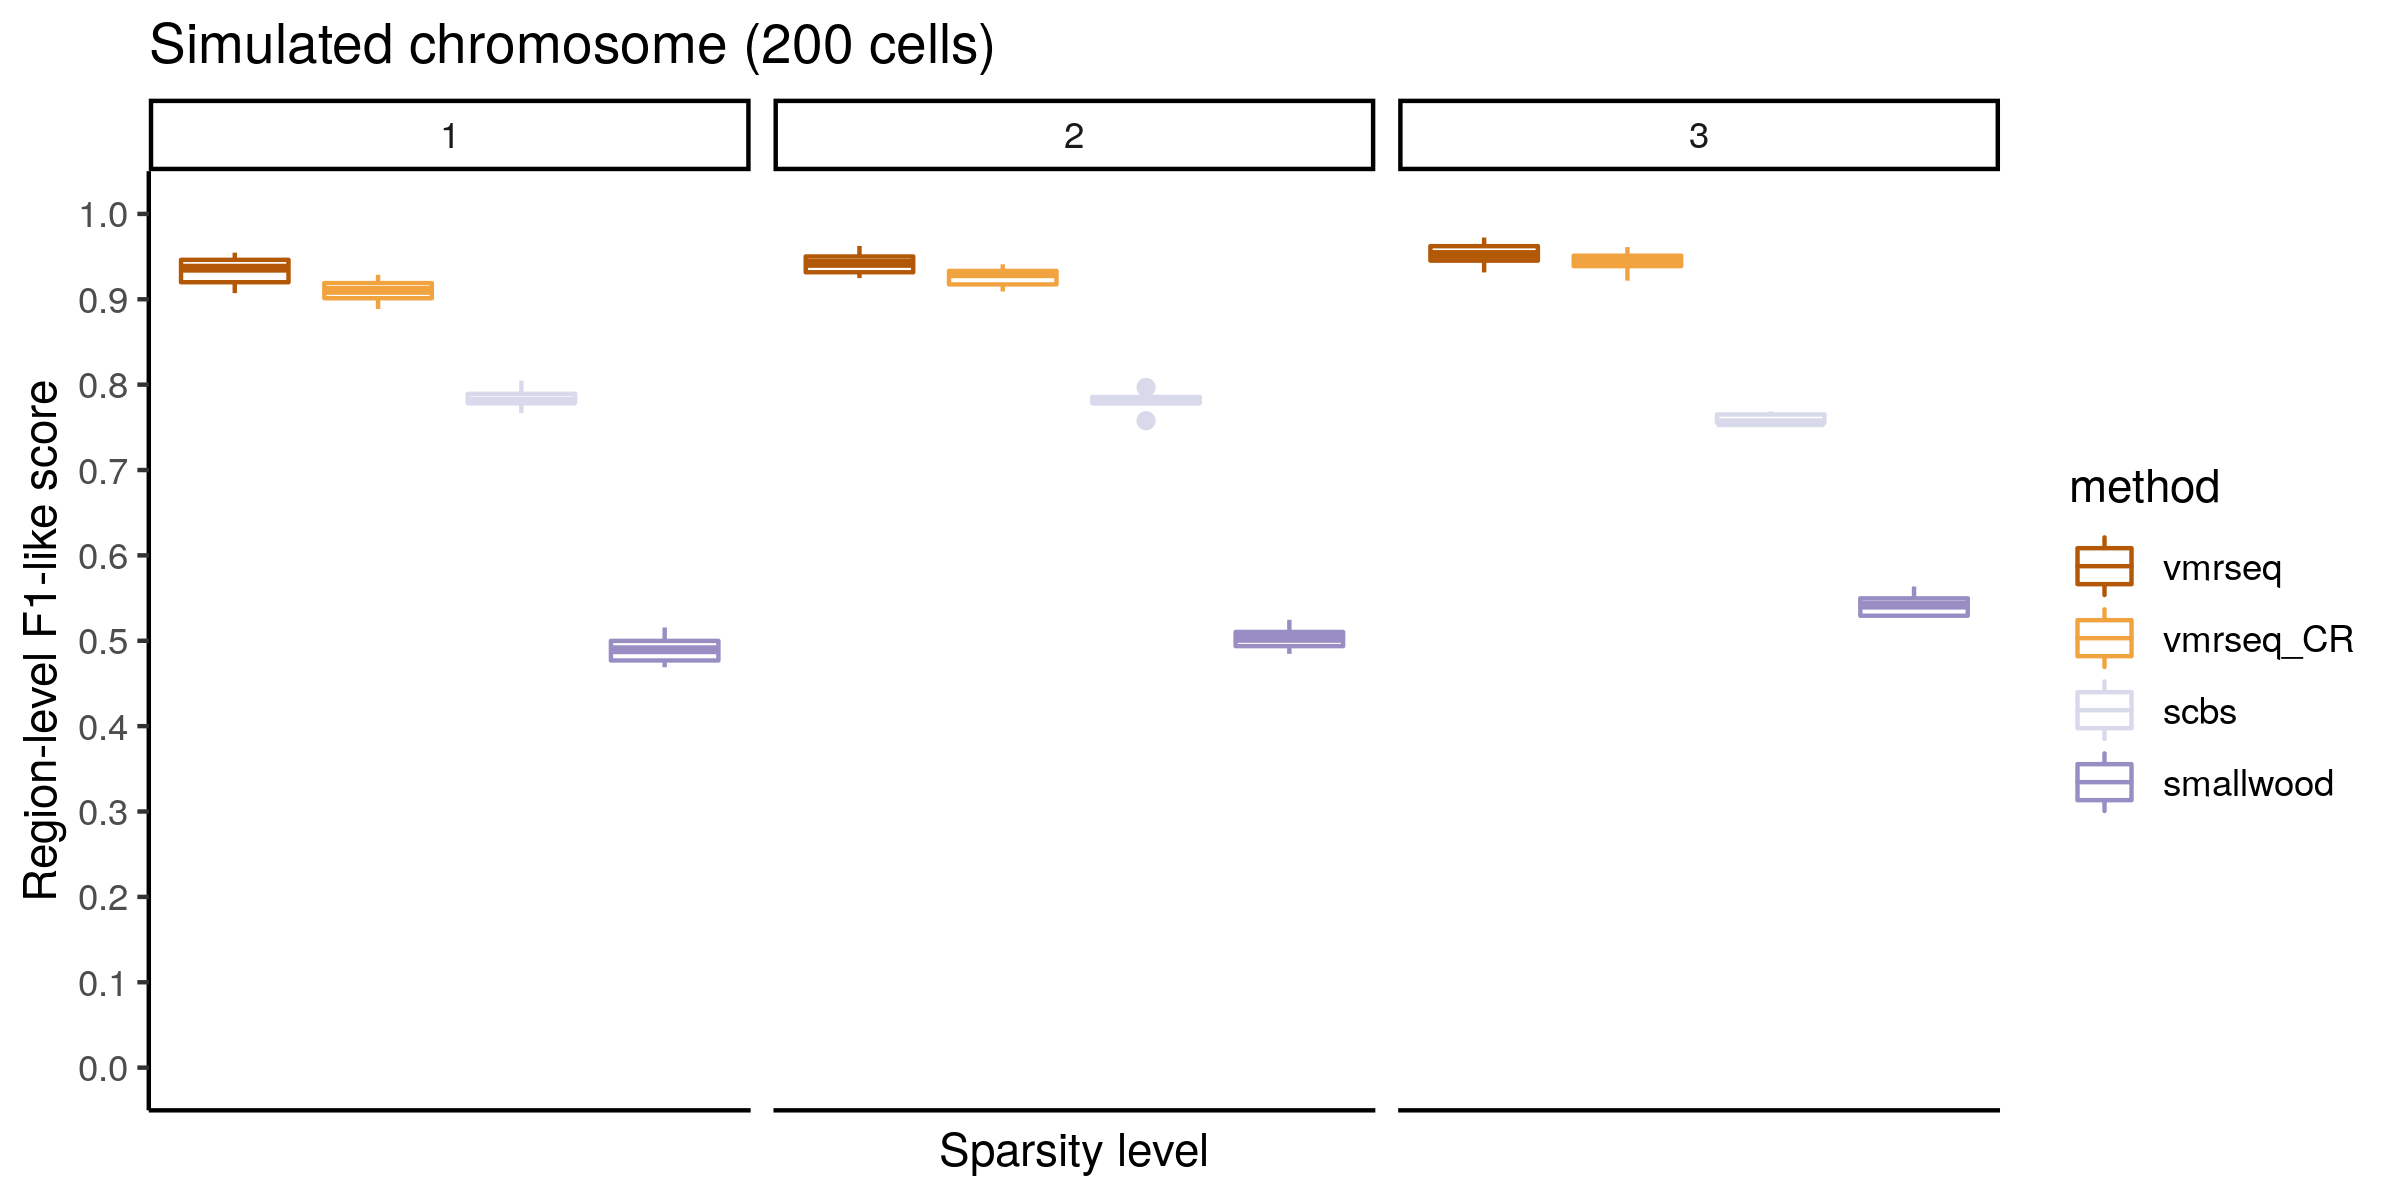 Simulated chromosome (200 cells)
1
2
3
Region-level F1-like score
1.0
0.9
0.8
0.7
0.6
0.5
0.4
0.3
0.2
0.1
0.0
Sparsity level
method
vmrseq
vmrseq_CR
scbs
smallwood